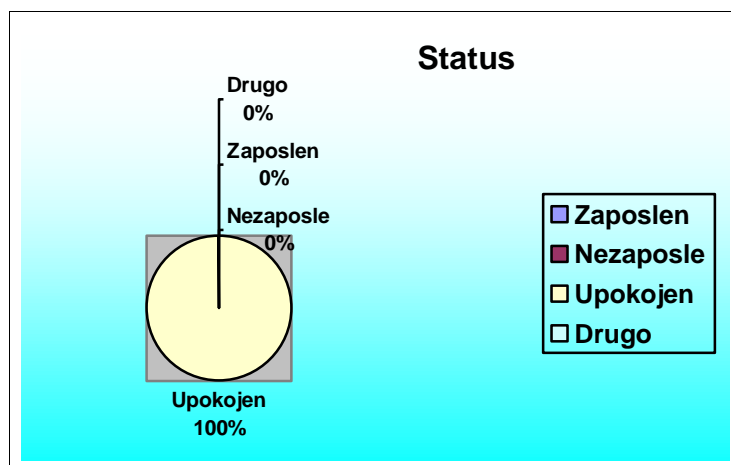 Status
Drugo
0%
Zaposlen
0%
Nezaposle
0%
Upokojen
100%
Zaposlen
Nezaposle
Upokojen
Drugo